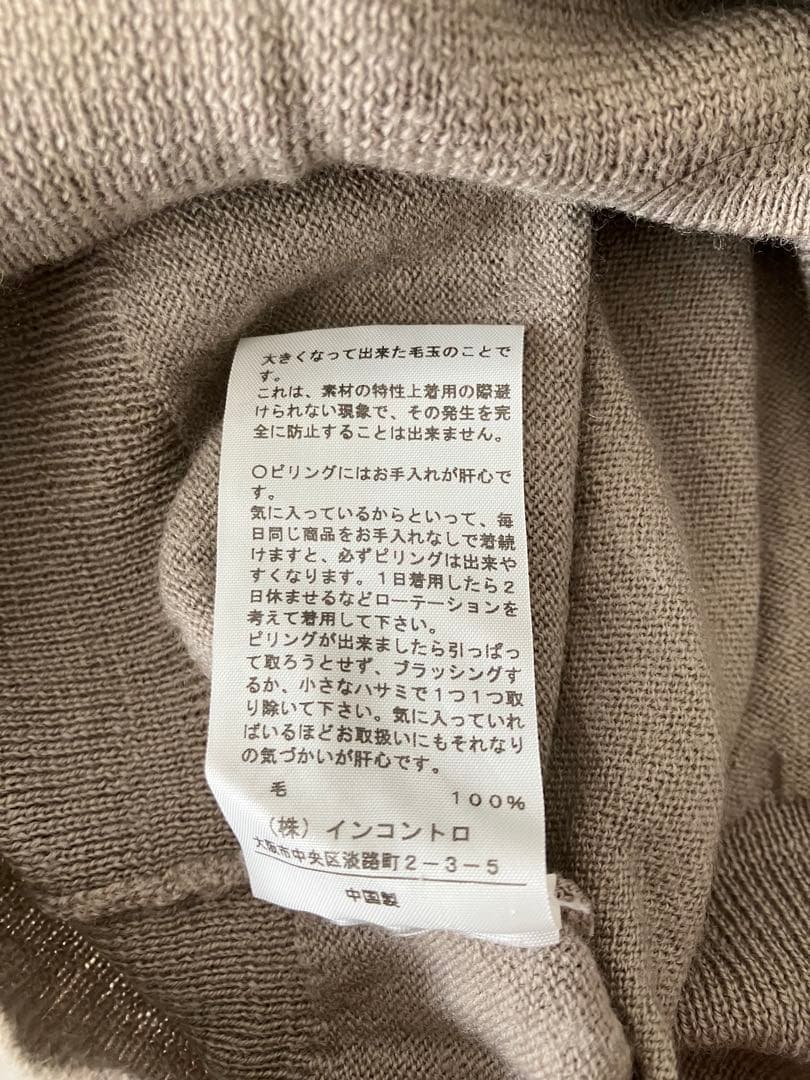 大きくなって出来た毛玉のことで
す。
これは、素材の特性上着用の際避
けられない現象で、その発生を完
全に防止することは出来ません。
〇ピリングにはお手入れが肝心で
す。
気に入っているからといって、毎
日同じ商品をお手入れなしで着続
けますと、必ずピリングは出来や
すくなります。1日着用したら2
日休ませるなどローテーションを
考えて着用して下さい。
ピリングが出来ましたら引っぱっ
て取ろうとせず、ブラッシングす
るか、小さなハサミで1つ1つ取
り除いて下さい。気に入っていれ
ばいるほどお取扱いにもそれなり
の気づかいが肝心です。
毛 100%
(株)インコントロ
大阪市中央区淡路町2-3-5
中国製